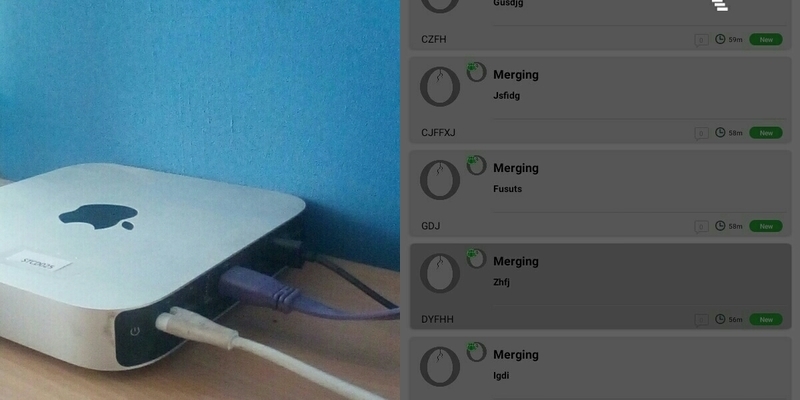 STCD025
Gusdjg
CZFH
59m
New
Merging
Jsfidg
CJFFXJ
58m
New
Merging
Fusuts
GDJ
58m
New
Merging
Zhfj
DYFHH
56m
New
Merging
Igdi